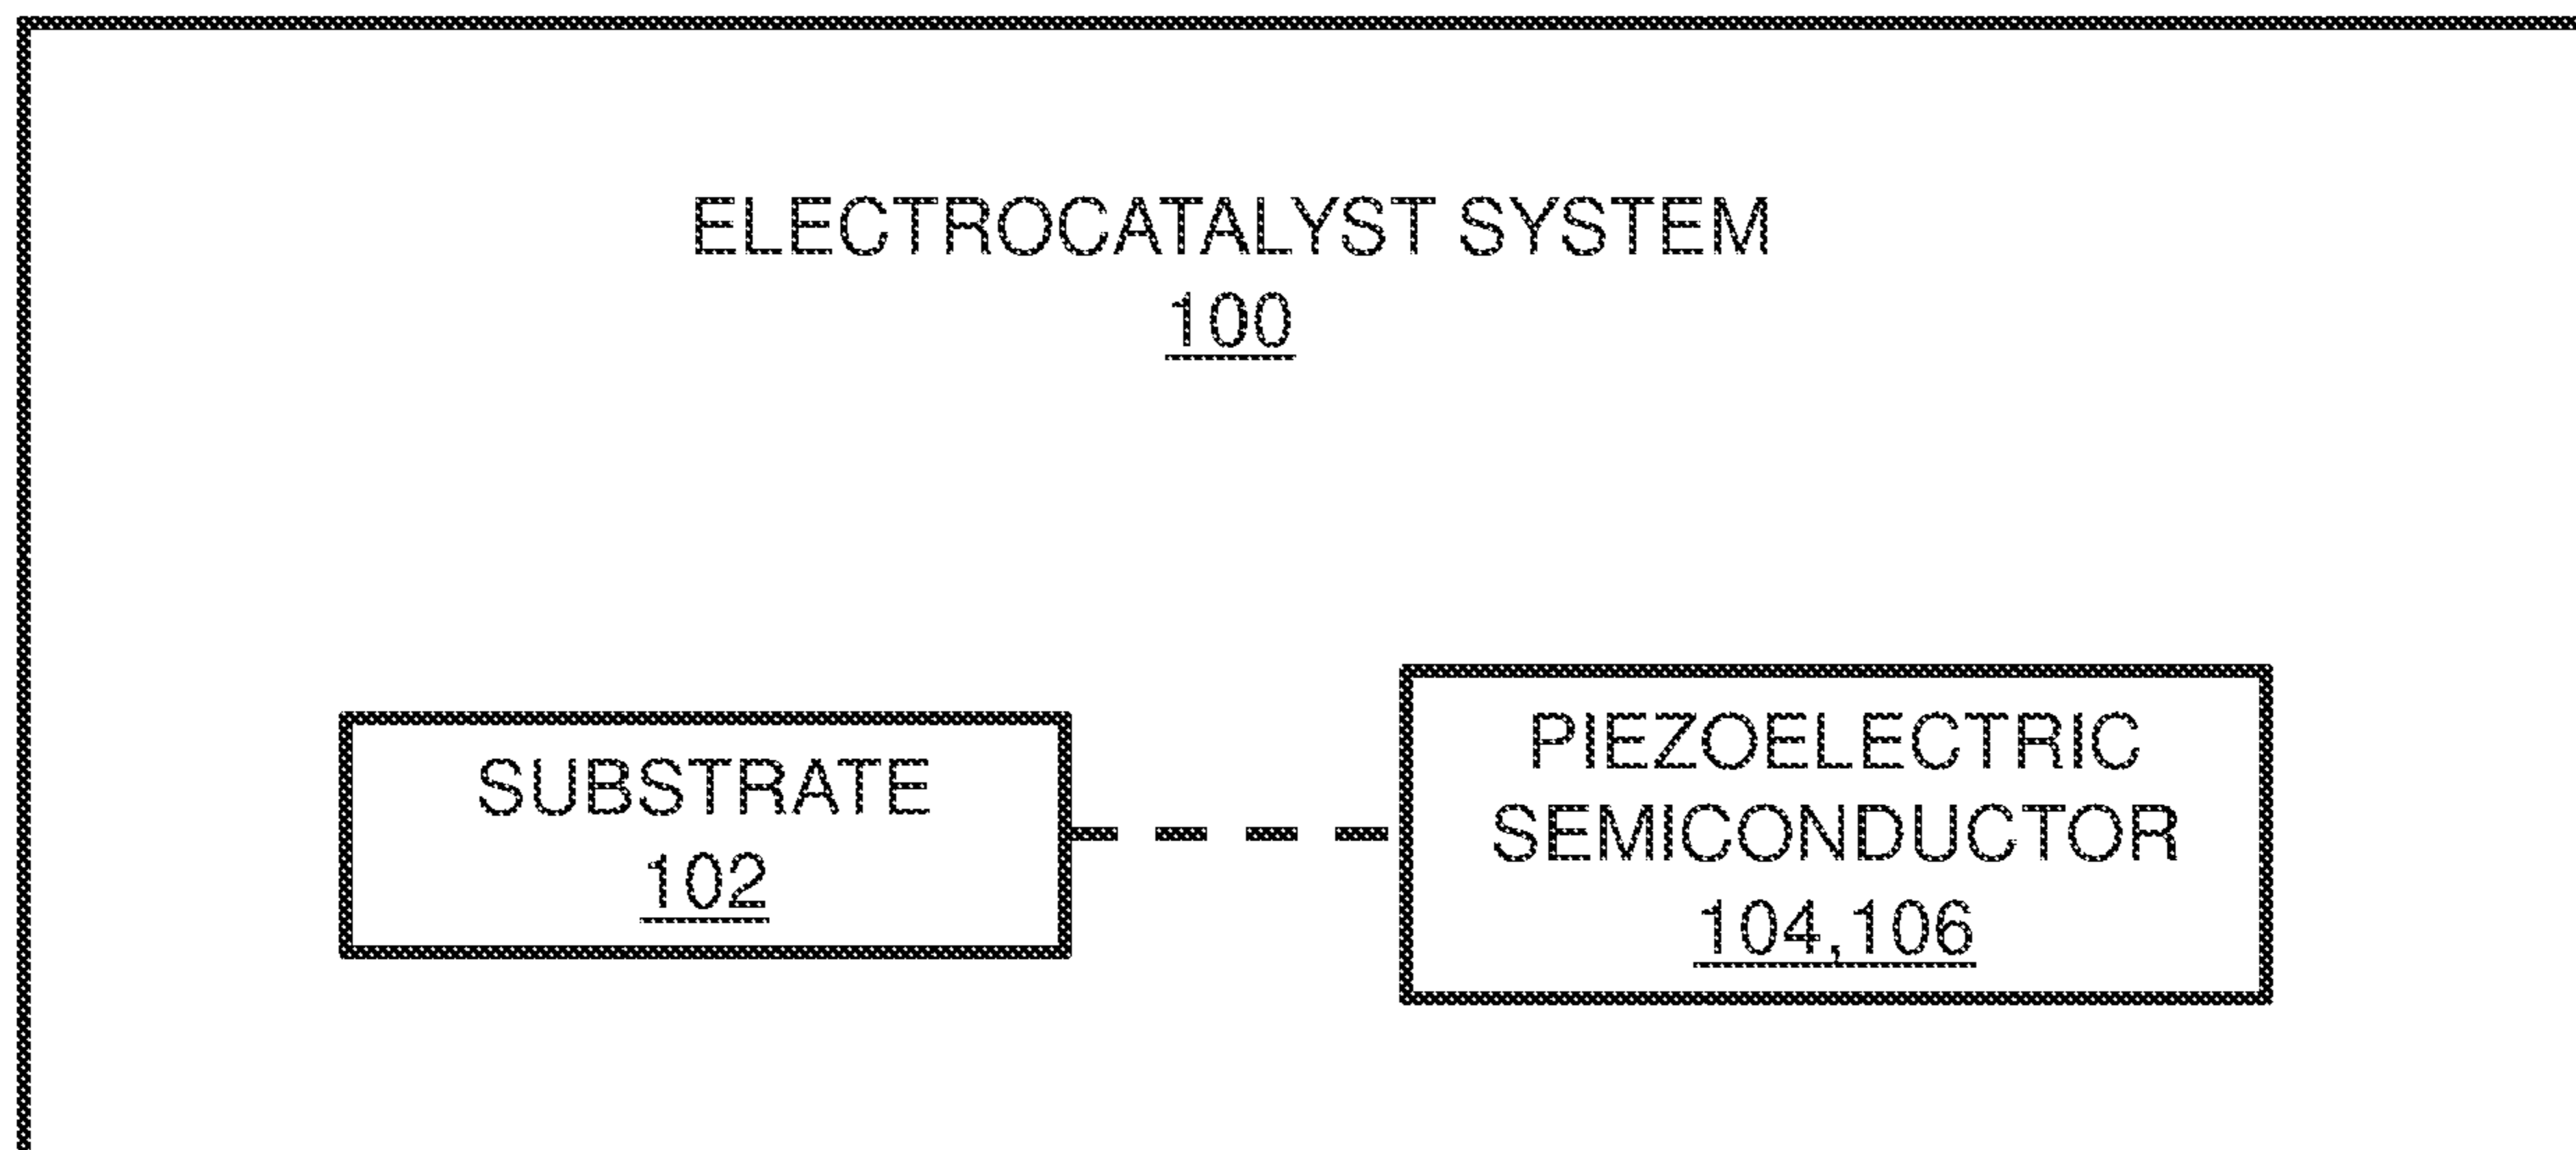 ELECTROCATALYST SYSTEM
100
SUBSTRATE
102
PIEZOELECTRIC
SEMICONDUCTOR
104,106